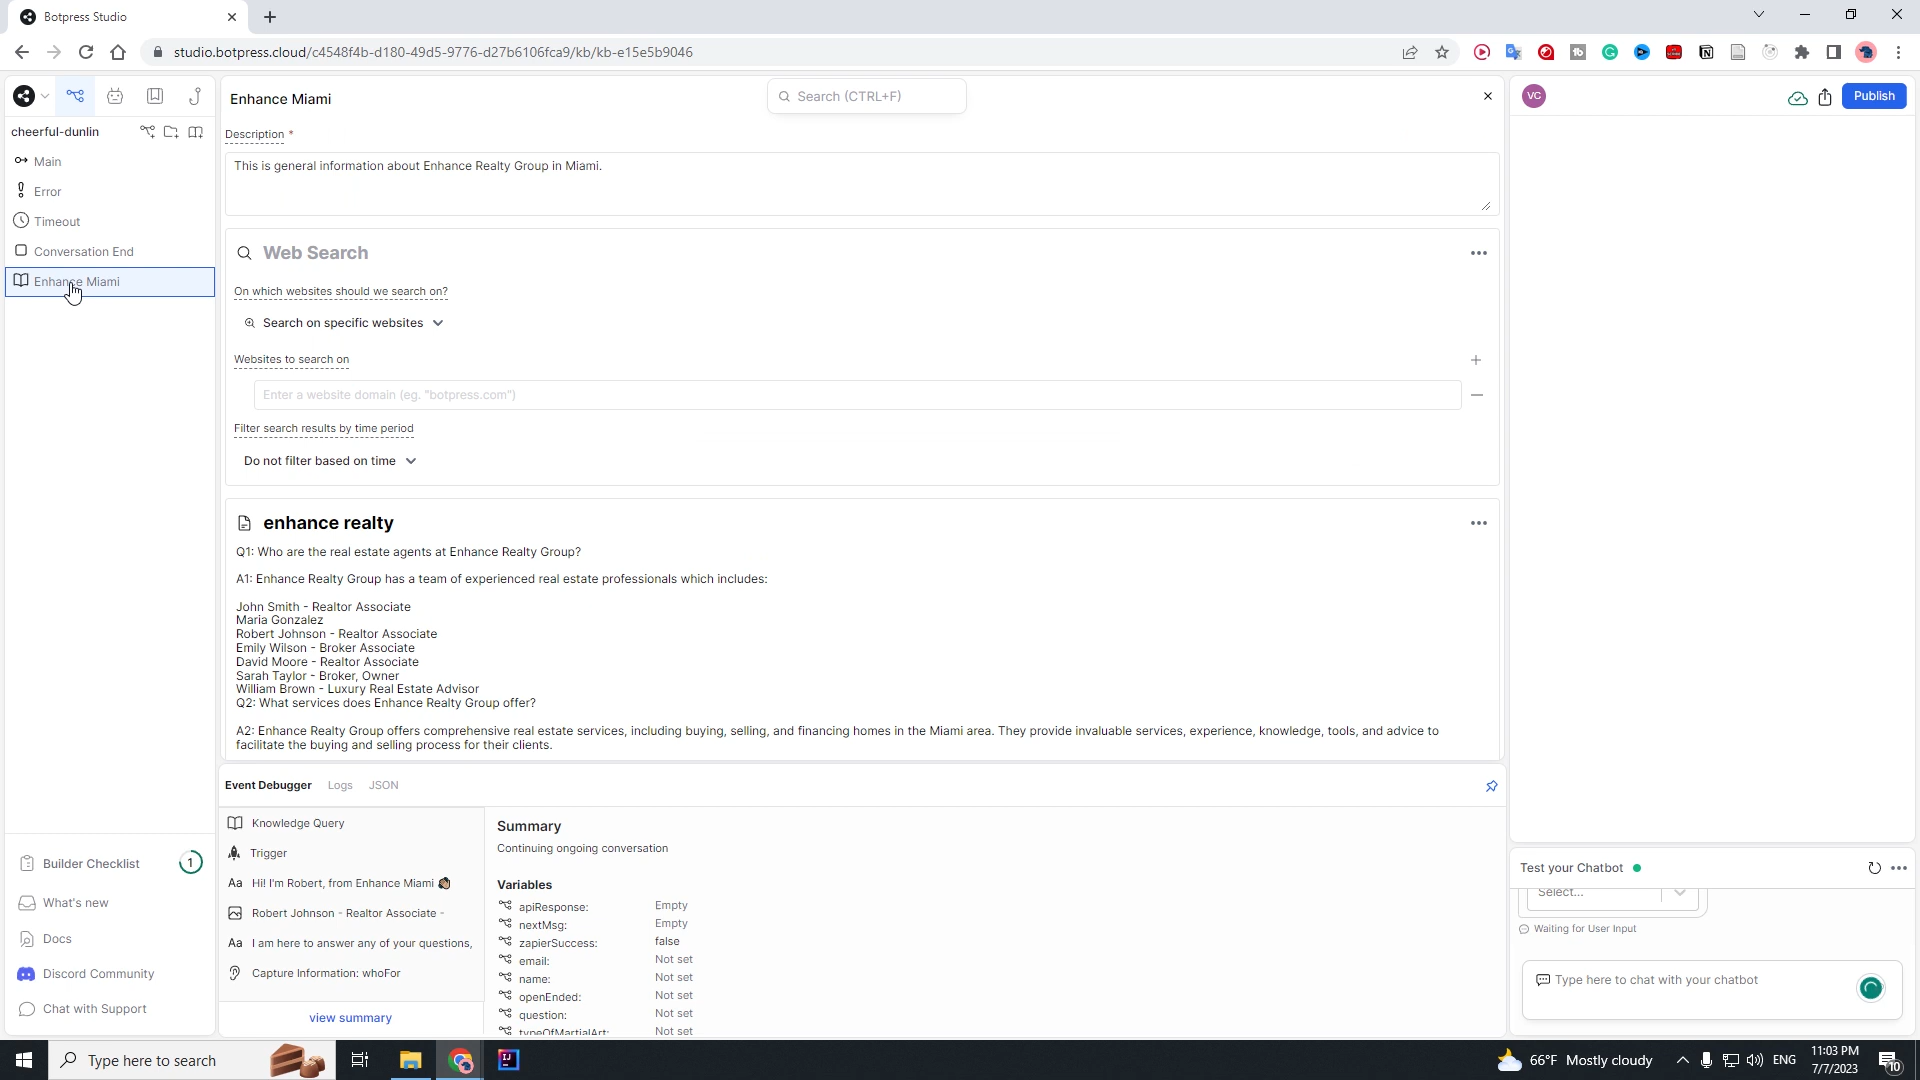 Botpress Studio
studio.botpress.cloud/c4548f4b-d180-49d5-9776-d27b6106fca9/kb/kb-e15e5b9046
cheerful-dunlin
Main
Error
Timeout
Conversation End
Enhance Miami
Builder Checklist 1
What's new
Docs
Discord Community
Chat with Support
Enhance Miami
Search (CTRL+F)
Description *
This is general information about Enhance Realty Group in Miami.
Web Search
On which websites should we search on?
Search on specific websites
Websites to search on
Enter a website domain (eg. "botpress.com")
Filter search results by time period
Do not filter based on time
enhance realty
Q1: Who are the real estate agents at Enhance Realty Group?
A1: Enhance Realty Group has a team of experienced real estate professionals which includes:
John Smith - Realtor Associate
Maria Gonzalez
Robert Johnson - Realtor Associate
Emily Wilson - Broker Associate
David Moore - Realtor Associate
Sarah Taylor - Broker, Owner
William Brown - Luxury Real Estate Advisor
Q2: What services does Enhance Realty Group offer?
A2: Enhance Realty Group offers comprehensive real estate services, including buying, selling, and financing homes in the Miami area. They provide invaluable services, experience, knowledge, tools, and advice to
facilitate the buying and selling process for their clients.
Event Debugger Logs JSON
Knowledge Query
Trigger
Aa Hi! I'm Robert, from Enhance Miami
Robert Johnson - Realtor Associate -
Aa I am here to answer any of your questions,
Capture Information: whoFor
view summary
Summary
Continuing ongoing conversation
Variables
apiResponse: Empty
nextMsg: Empty
zapierSuccess: false
email: Not set
name: Not set
openEnded: Not set
question: Not set
typeOfMartialArt: Not set
VC
Publish
Test your Chatbot
Select...
Waiting for User Input
Type here to chat with your chatbot
Type here to search
66°F Mostly cloudy
ENG
11:03 PM
7/7/2023
10